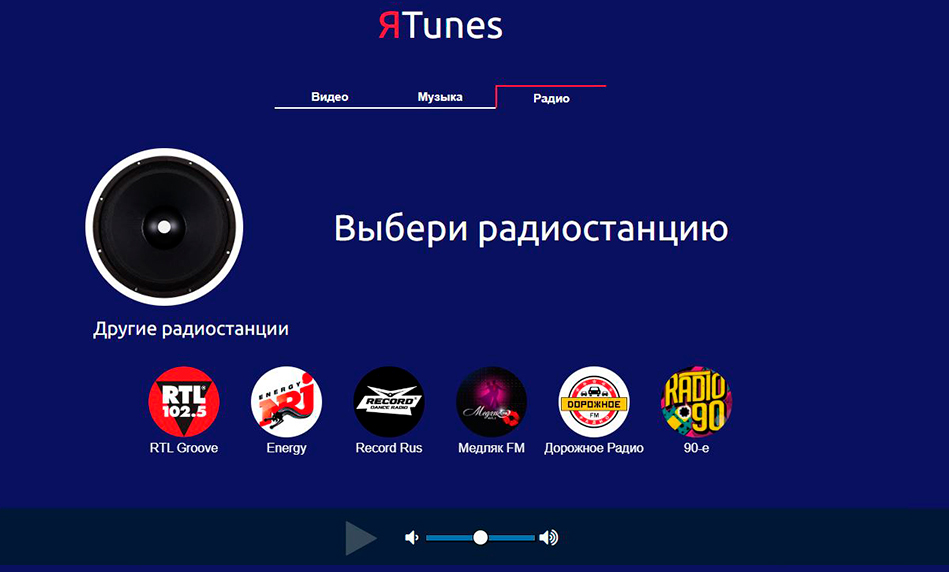 ЯTunes
Видео Музыка Радио
Выбери радиостанцию
Другие радиостанции
RTL
102.5
ENERGY
NRJ
RECORD
DANCE RADIO
Медляк
ДОРОЖНОЕ
FM
RADIO
90
RTL Groove Energy Record Rus Медляк FM Дорожное Радио 90-е